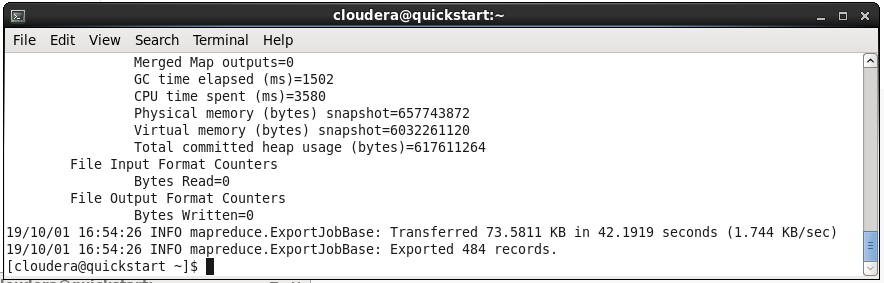 cloudera@quickstart:~
File Edit View Search Terminal Help
Merged Map outputs=0
GC time elapsed (ms)=1502
CPU time spent (ms)=3580
Physical memory (bytes) snapshot=657743872
Virtual memory (bytes) snapshot=6032261120
Total committed heap usage (bytes)=617611264
File Input Format Counters
Bytes Read=0
File Output Format Counters
Bytes Written=0
19/10/01 16:54:26 INFO mapreduce.ExportJobBase: Transferred 73.5811 KB in 42.1919 seconds (1.744 KB/sec)
19/10/01 16:54:26 INFO mapreduce.ExportJobBase: Exported 484 records.
[cloudera@quickstart ~]$